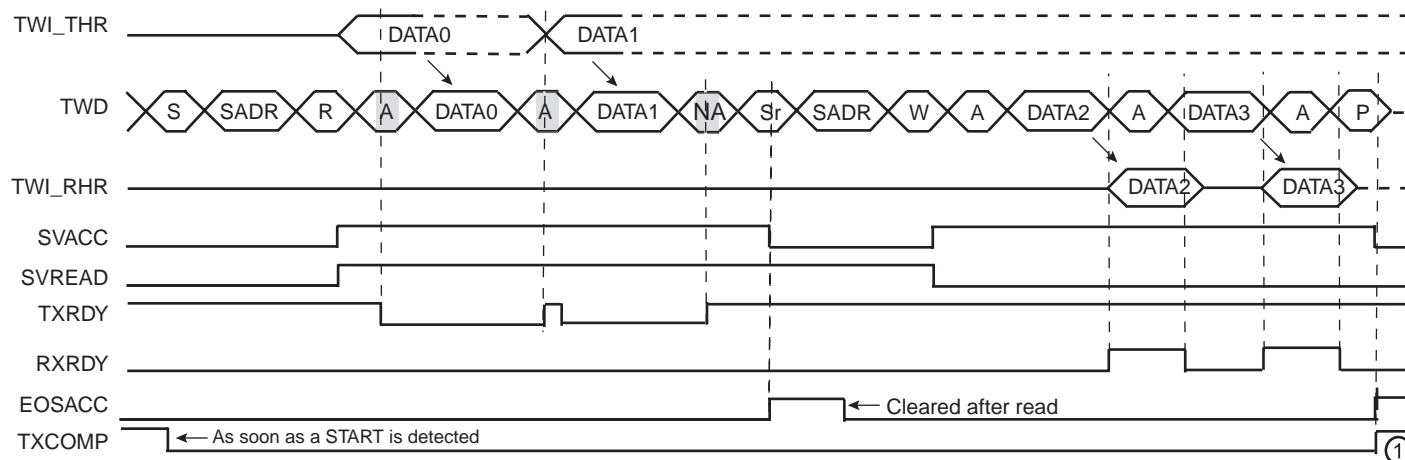 TWI_THR DATA0 DATA1
TWD S SADR R A DATA0 A DATA1 NA Sr SADR W A DATA2 A DATA3 A P
TWI_RHR DATA2 DATA3
SVACC
SVREAD
TXRDY
RXRDY
EOSACC Cleared after read
TXCOMP As soon as a START is detected 1